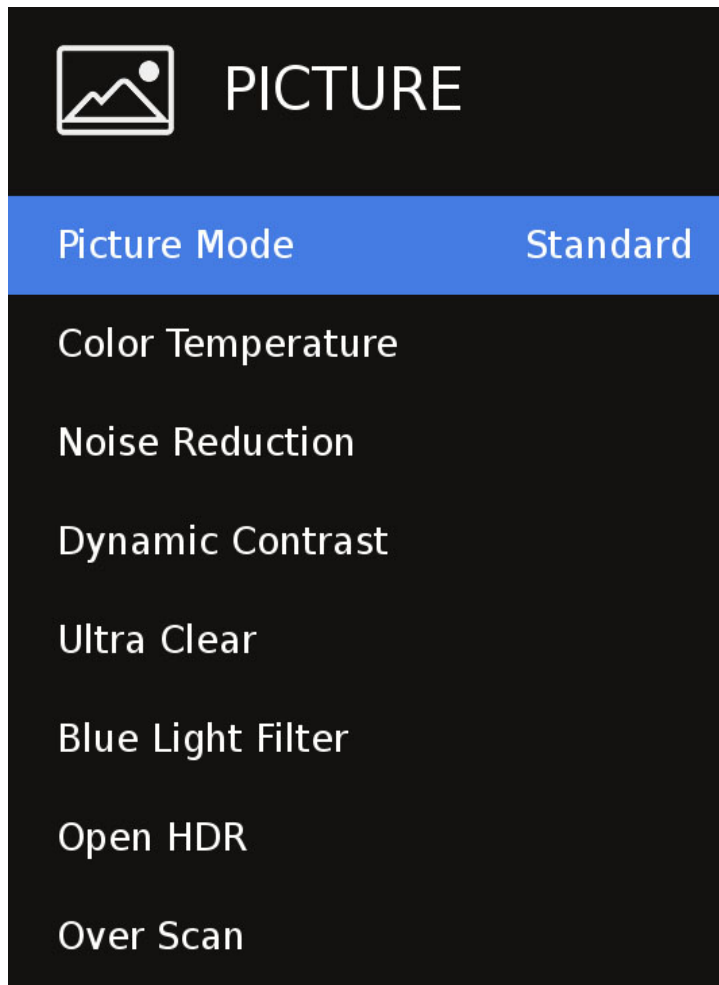 PICTURE
Picture Mode Standard
Color Temperature
Noise Reduction
Dynamic Contrast
Ultra Clear
Blue Light Filter
Open HDR
Over Scan